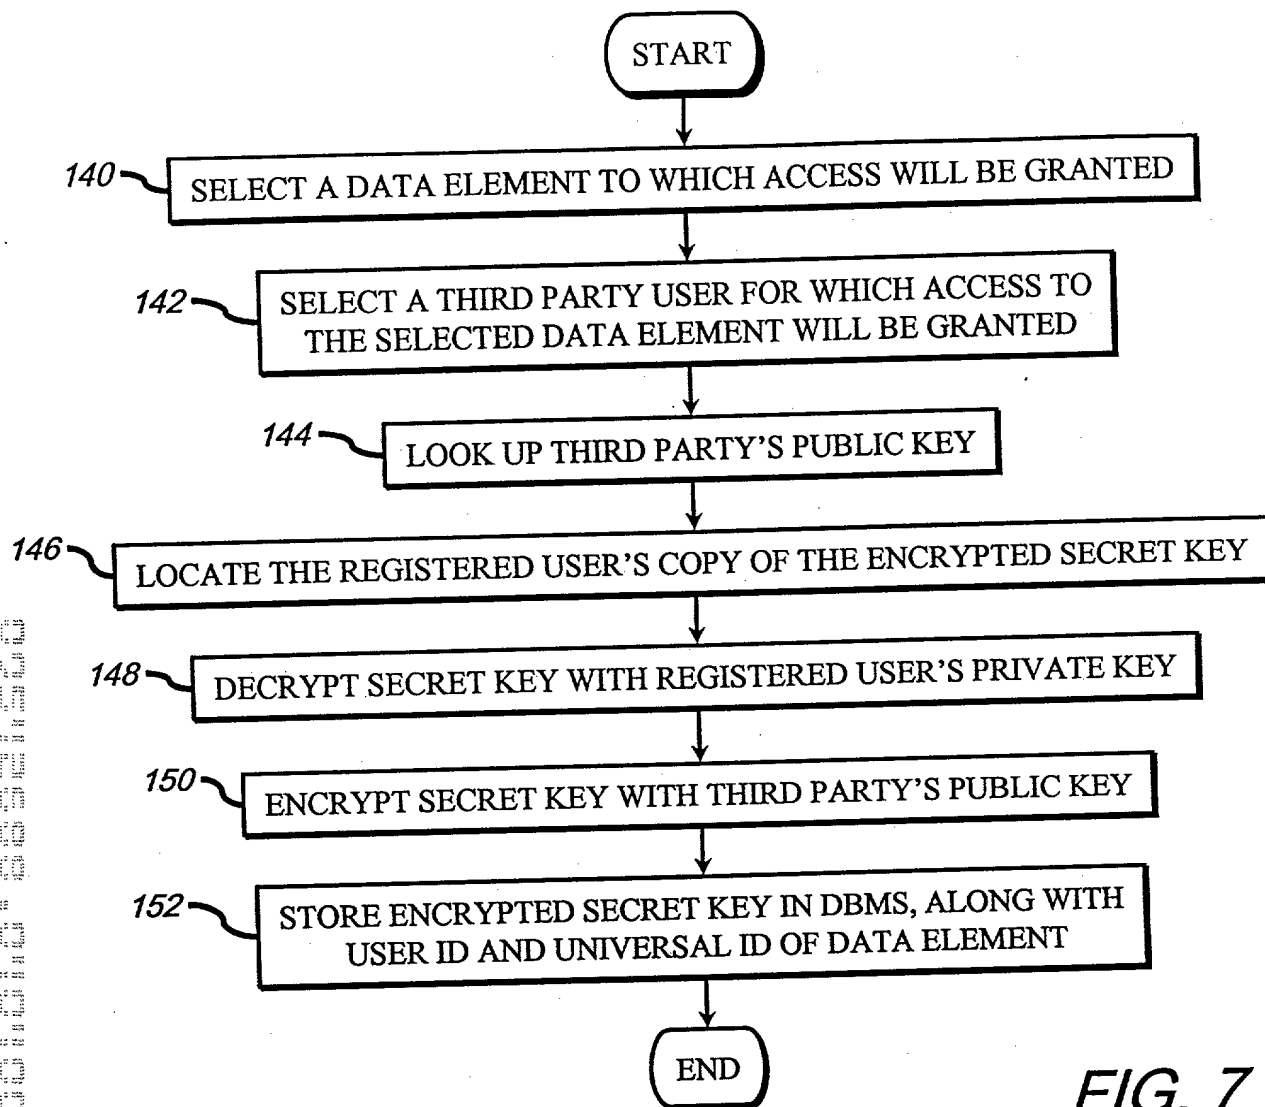 START
140
SELECT A DATA ELEMENT TO WHICH ACCESS WILL BE GRANTED
142
SELECT A THIRD PARTY USER FOR WHICH ACCESS TO
THE SELECTED DATA ELEMENT WILL BE GRANTED
144
LOOK UP THIRD PARTY'S PUBLIC KEY
146
LOCATE THE REGISTERED USER'S COPY OF THE ENCRYPTED SECRET KEY
148
DECRYPT SECRET KEY WITH REGISTERED USER'S PRIVATE KEY
150
ENCRYPT SECRET KEY WITH THIRD PARTY'S PUBLIC KEY
152
STORE ENCRYPTED SECRET KEY IN DBMS, ALONG WITH
USER ID AND UNIVERSAL ID OF DATA ELEMENT
END
FIG. 7